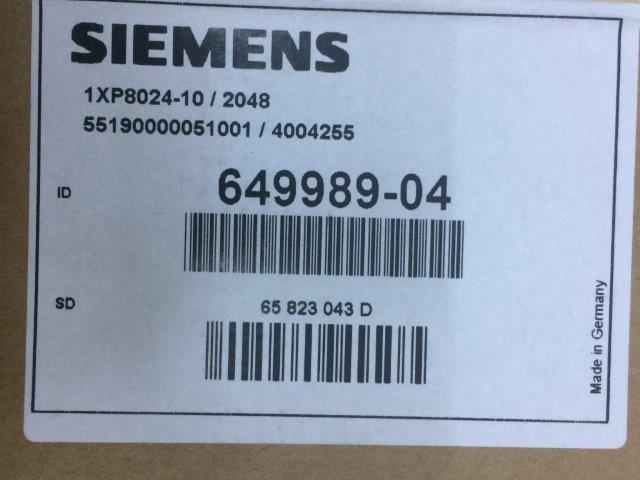 SIEMENS
1XP8024-10 / 2048
55190000051001 / 4004255
ID 649989-04
SD 65 823 043 D
Made in Germany